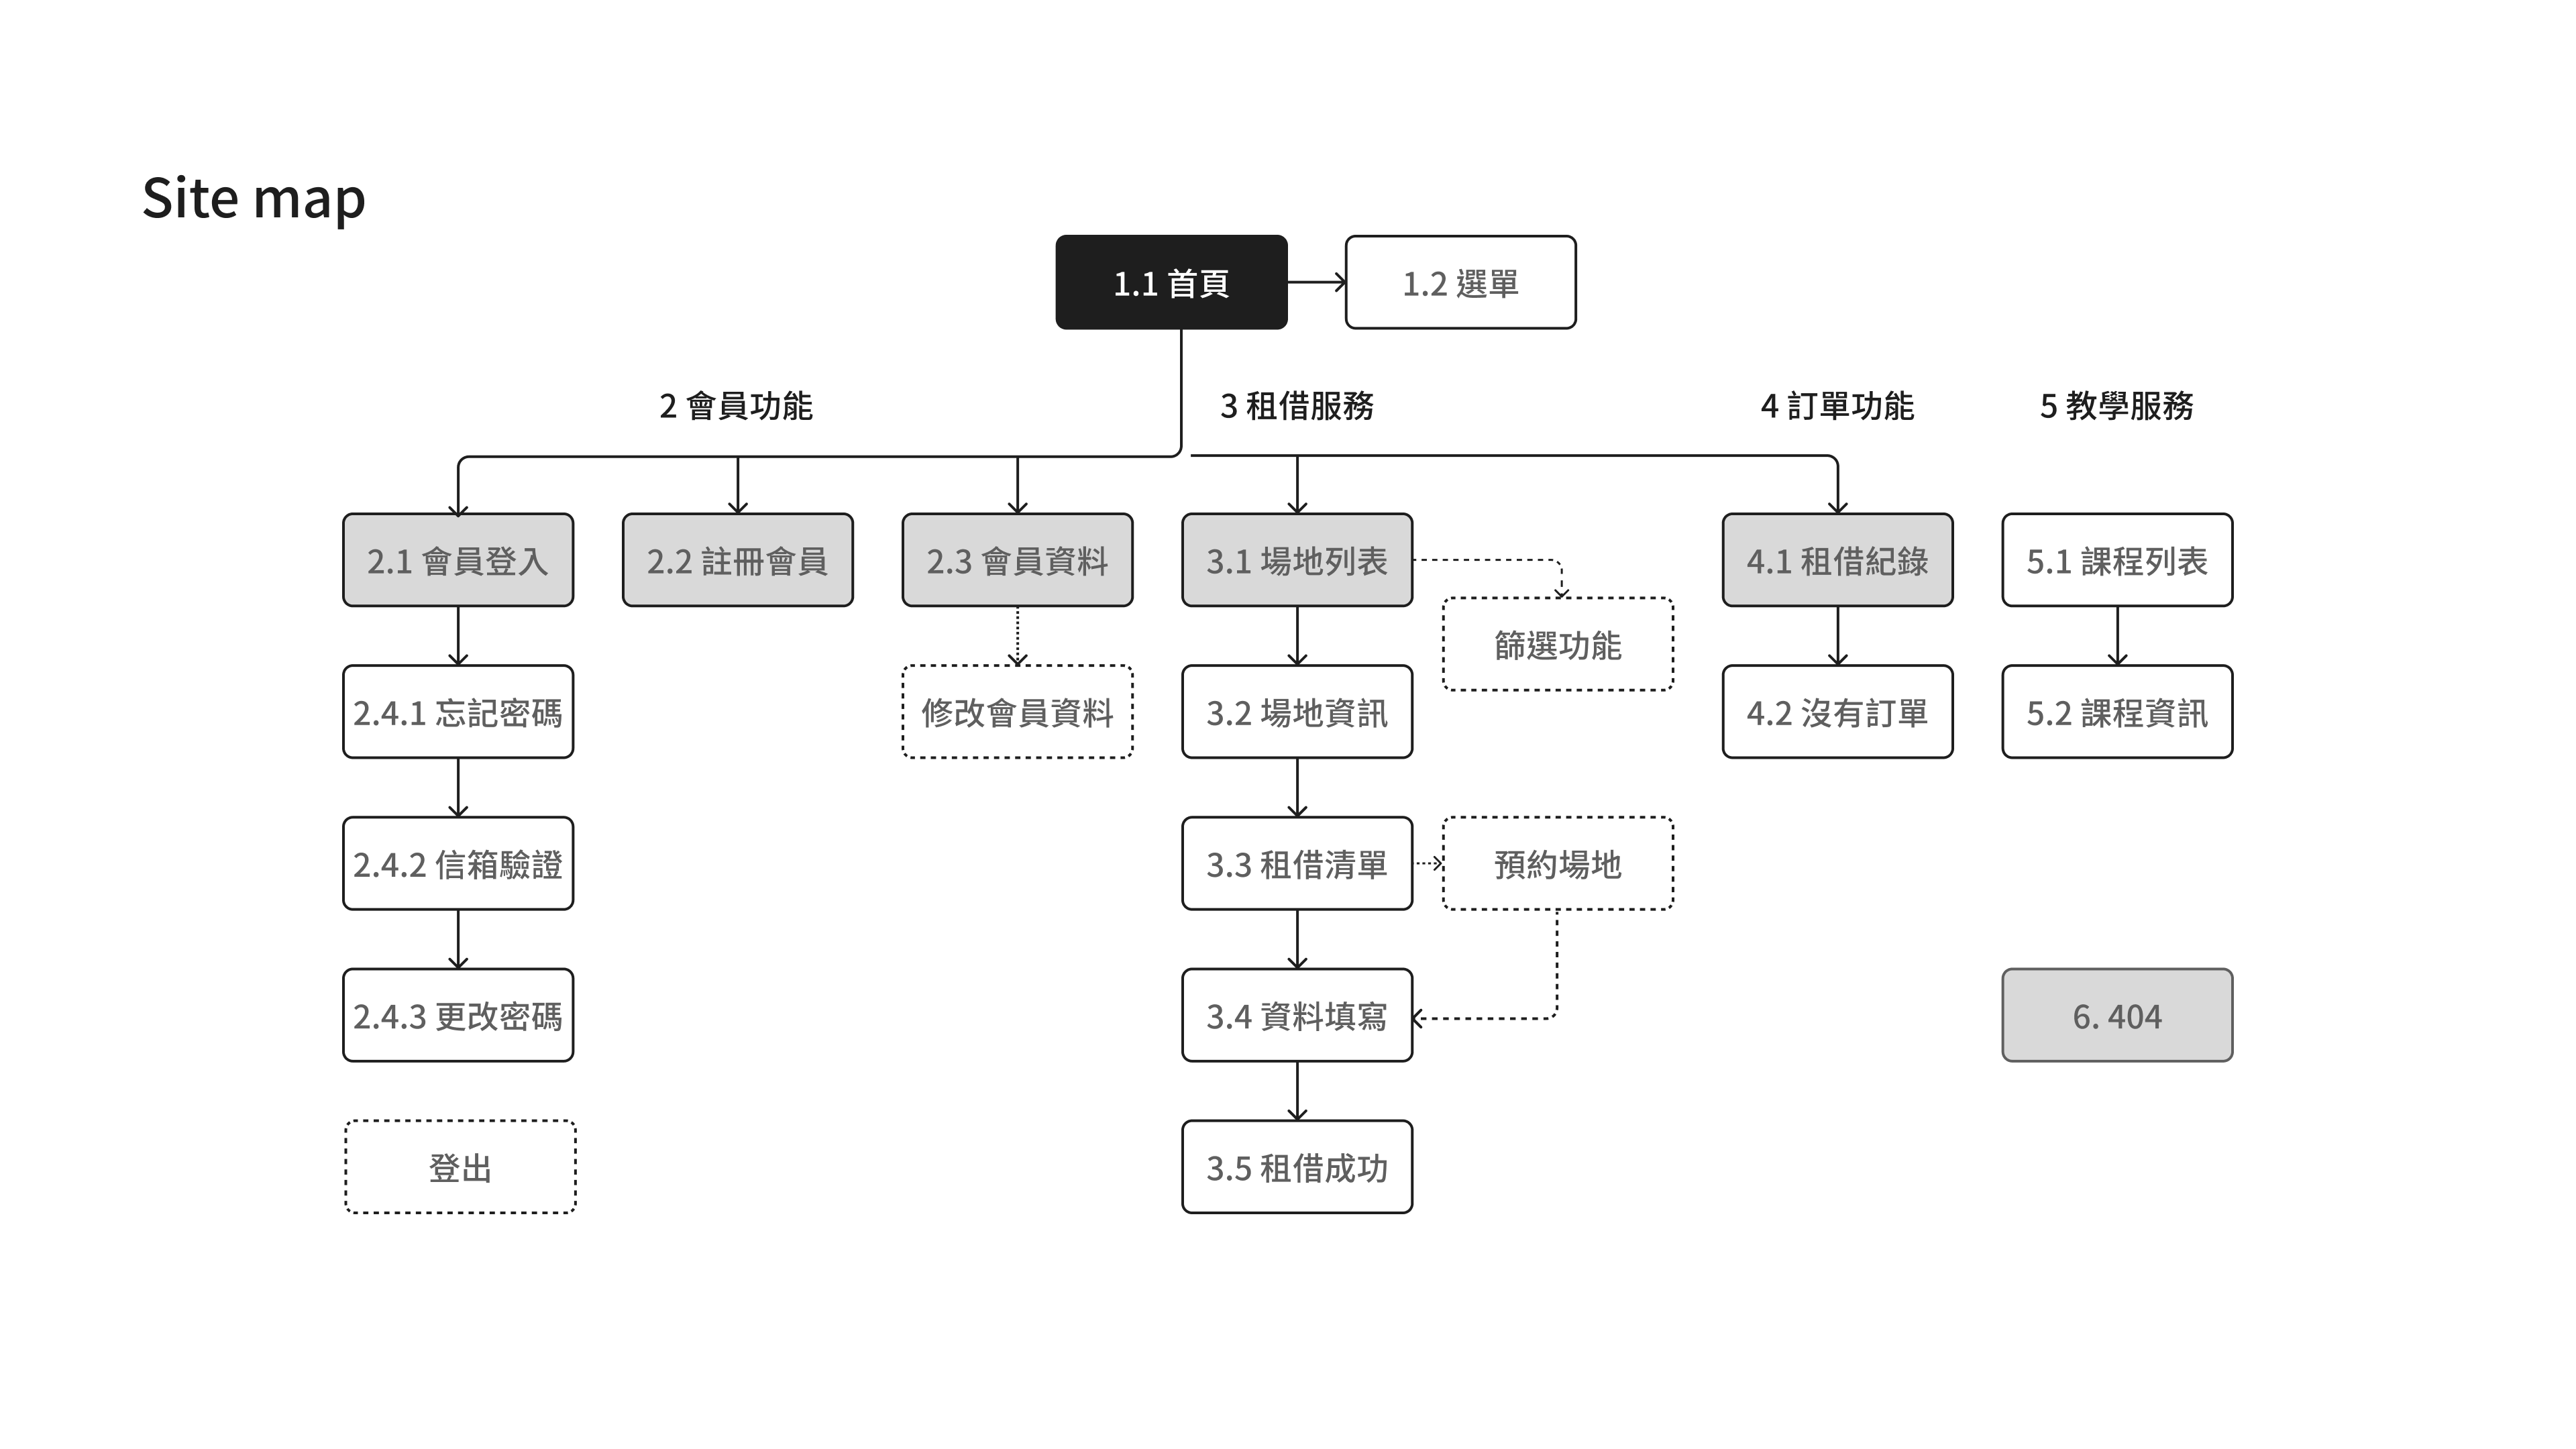 Site map
1.1 首頁
1.2 選單
2 會員功能
3 租借服務
4 訂單功能
5 教學服務
2.1 會員登入
2.2 註冊會員
2.3 會員資料
3.1 場地列表
4.1 租借紀錄
5.1 課程列表
篩選功能
2.4.1 忘記密碼
修改會員資料
3.2 場地資訊
4.2 沒有訂單
5.2 課程資訊
2.4.2 信箱驗證
3.3 租借清單
預約場地
2.4.3 更改密碼
3.4 資料填寫
6. 404
登出
3.5 租借成功